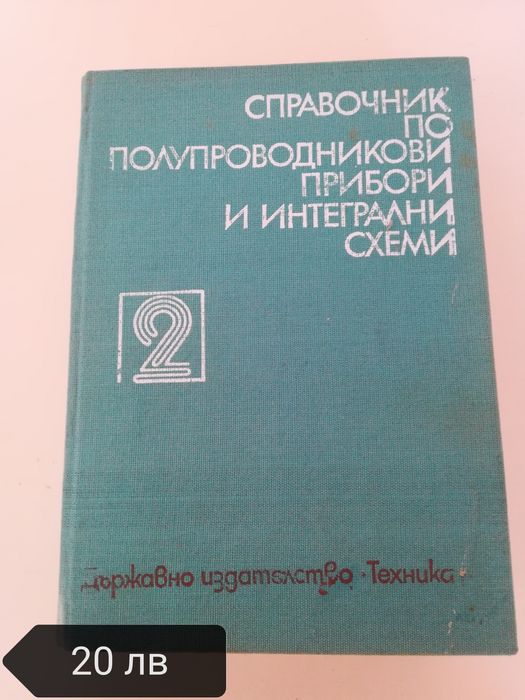 СПРАВОЧНИК
ПО
ПОЛУПРОВОДНИКОВИ
ПРИБОРИ
И ИНТЕГРАЛНИ
СХЕМИ
2
Държавно издателство • Техника
20 лв